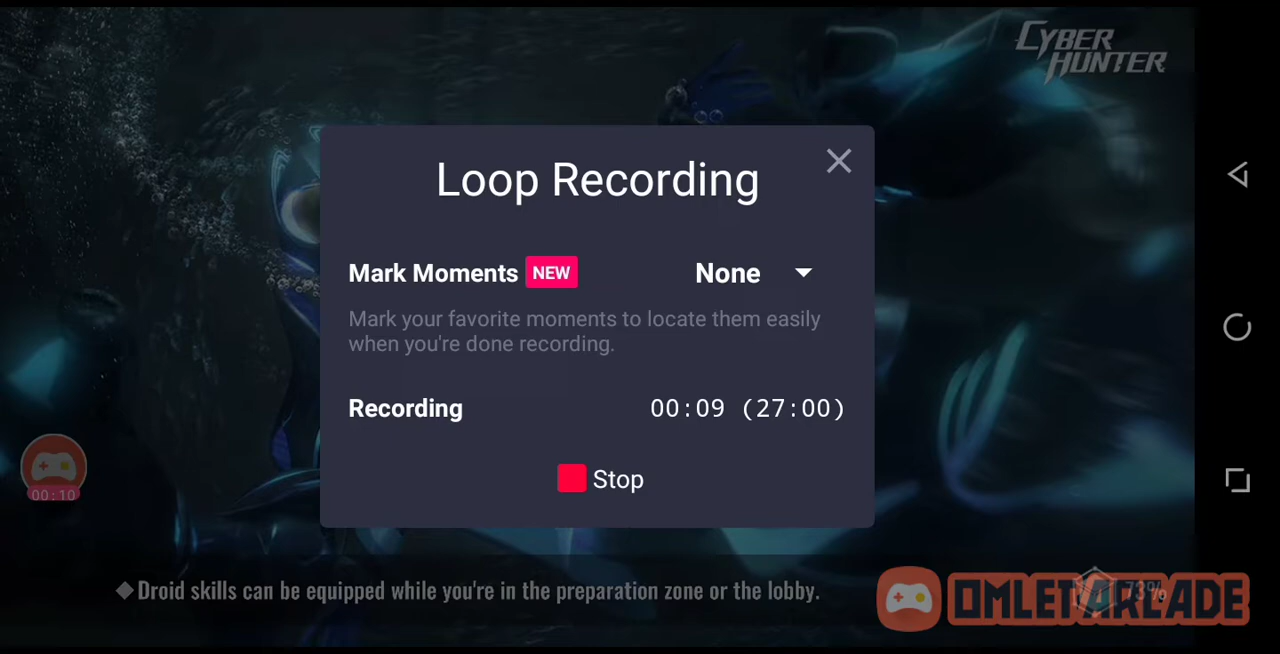 CYBER
HUNTER
Loop Recording
Mark Moments NEW None
Mark your favorite moments to locate them easily
when you're done recording.
Recording 00:09 (27:00)
00:10
Stop
◆Droid skills can be equipped while you're in the preparation zone or the lobby.
73%
OMLET ARCADE